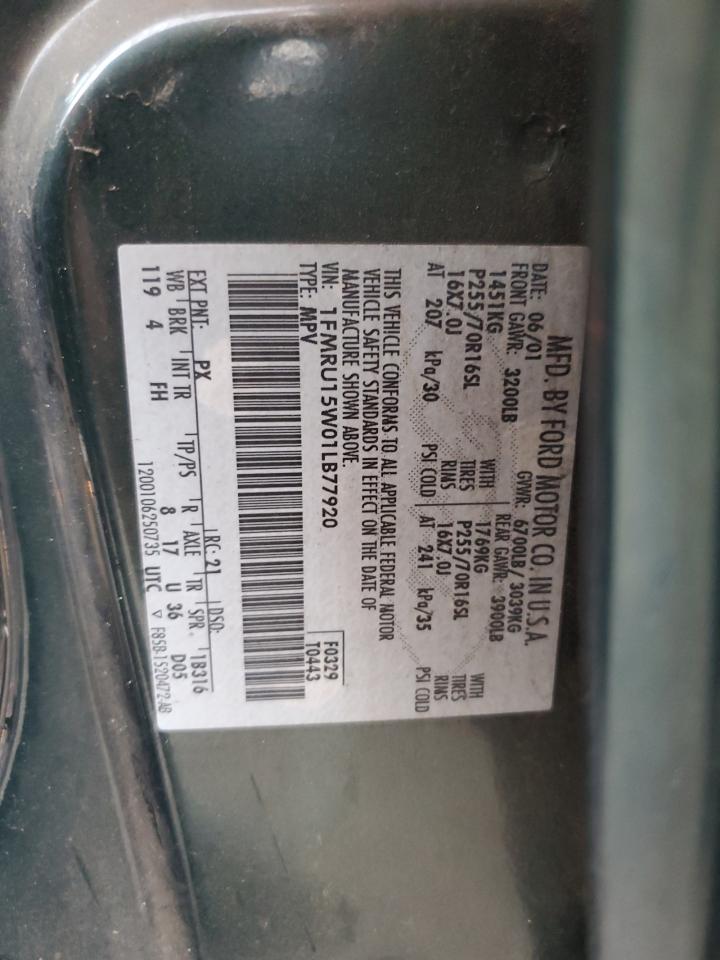 MFD. BY FORD MOTOR CO. IN U.S.A.
DATE: 06/01 GVWR: 6700LB / 3039KG
FRONT GAWR: 3200LB REAR GAWR: 3900LB
1451KG WITH 1769KG WITH
P255/70R16SL TIRES P255/70R16SL TIRES
16X7.0J RIMS 16X7.0J RIMS
AT 207 kPa/30 PSI COLD AT 241 kPa/35 PSI COLD
THIS VEHICLE CONFORMS TO ALL APPLICABLE FEDERAL MOTOR
VEHICLE SAFETY STANDARDS IN EFFECT ON THE DATE OF
MANUFACTURE SHOWN ABOVE.
VIN: 1FMRU15W01LB77920 F0329
TYPE: MPV T0443
EXT PNT: PX RC: 21 DSO: 1B316
WB BRK INT TR TP/PS R AXLE TR SPR D05
119 4 FH 8 17 U 36
1200106250735 UTC ▽ F85B-1520472-AB